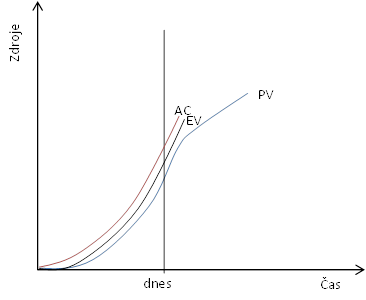 Zdroje
AC
EV
PV
dnes
Čas